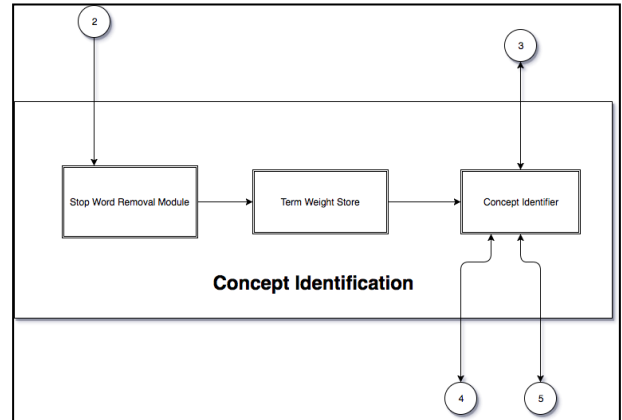 2
3
Stop Word Removal Module
Term Weight Store
Concept Identifier
Concept Identification
4
5